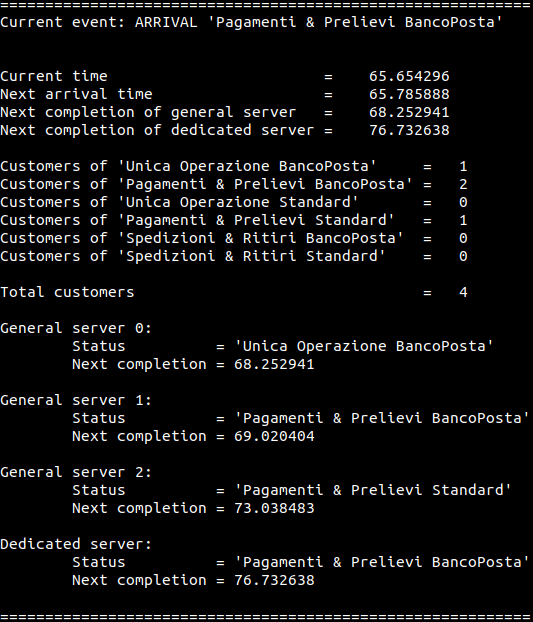 ===========================================================
Current event: ARRIVAL 'Pagamenti & Prelievi BancoPosta'
Current time                        =    65.654296
Next arrival time                   =    65.785888
Next completion of general server   =    68.252941
Next completion of dedicated server =    76.732638
Customers of 'Unica Operazione BancoPosta'     =   1
Customers of 'Pagamenti & Prelievi BancoPosta' =   2
Customers of 'Unica Operazione Standard'       =   0
Customers of 'Pagamenti & Prelievi Standard'   =   1
Customers of 'Spedizioni & Ritiri BancoPosta'  =   0
Customers of 'Spedizioni & Ritiri Standard'    =   0
Total customers                                =   4
General server 0:
        Status          = 'Unica Operazione BancoPosta'
        Next completion = 68.252941
General server 1:
        Status          = 'Pagamenti & Prelievi BancoPosta'
        Next completion = 69.020404
General server 2:
        Status          = 'Pagamenti & Prelievi Standard'
        Next completion = 73.038483
Dedicated server:
        Status          = 'Pagamenti & Prelievi BancoPosta'
        Next completion = 76.732638
===========================================================